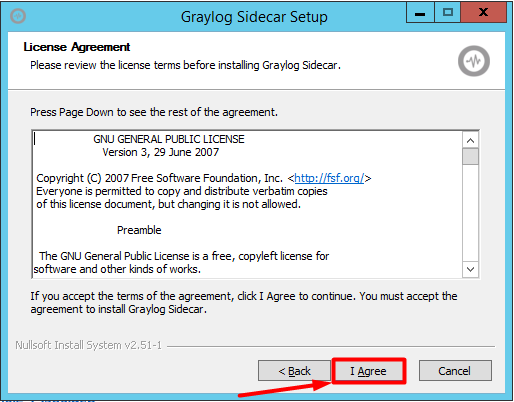 Graylog Sidecar Setup
License Agreement
Please review the license terms before installing Graylog Sidecar.
Press Page Down to see the rest of the agreement.
GNU GENERAL PUBLIC LICENSE
Version 3, 29 June 2007
Copyright (C) 2007 Free Software Foundation, Inc. <http://fsf.org/>
Everyone is permitted to copy and distribute verbatim copies
of this license document, but changing it is not allowed.
Preamble
The GNU General Public License is a free, copyleft license for
software and other kinds of works.
If you accept the terms of the agreement, click I Agree to continue. You must accept the
agreement to install Graylog Sidecar.
Nullsoft Install System v2.51-1
< Back
I Agree
Cancel